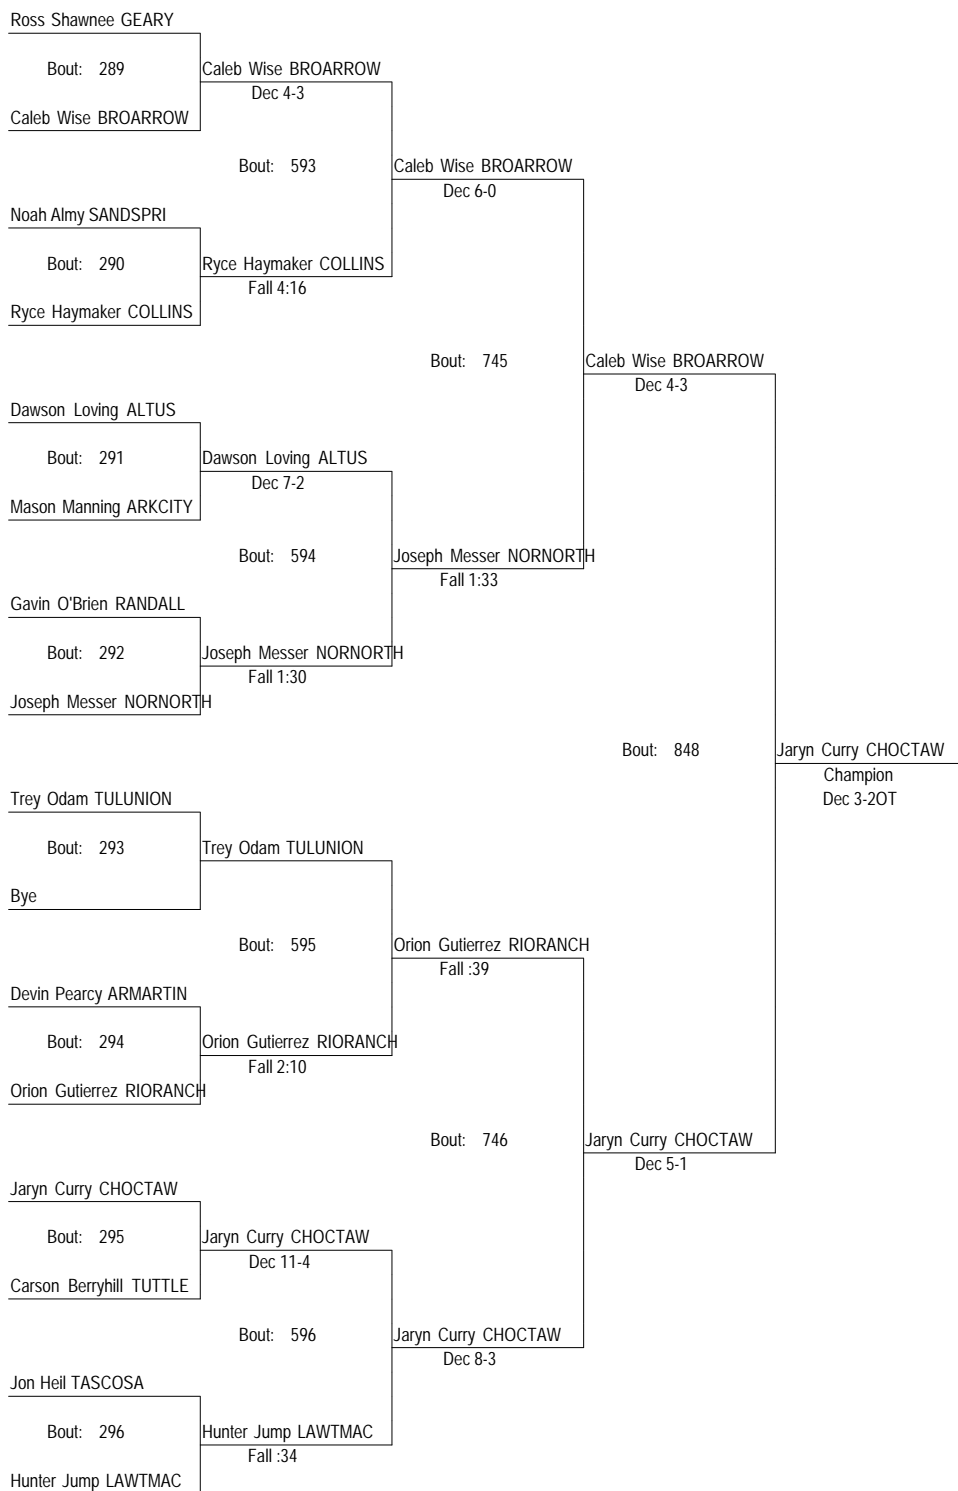 Ross Shawnee GEARY
Bout: 289
Caleb Wise BROARROW
Dec 4-3
Caleb Wise BROARROW
Bout: 593
Caleb Wise BROARROW
Dec 6-0
Noah Almy SANDSPRI
Bout: 290
Ryce Haymaker COLLINS
Fall 4:16
Ryce Haymaker COLLINS
Bout: 745
Caleb Wise BROARROW
Dec 4-3
Dawson Loving ALTUS
Bout: 291
Dawson Loving ALTUS
Dec 7-2
Mason Manning ARKCITY
Bout: 594
Joseph Messer NORNORTH
Fall 1:33
Gavin O'Brien RANDALL
Bout: 292
Joseph Messer NORNORTH
Fall 1:30
Joseph Messer NORNORTH
Bout: 848
Jaryn Curry CHOCTAW
Champion
Dec 3-2OT
Trey Odam TULUNION
Bout: 293
Trey Odam TULUNION
Bye
Bout: 595
Orion Gutierrez RIORANCH
Fall :39
Devin Pearcy ARMARTIN
Bout: 294
Orion Gutierrez RIORANCH
Fall 2:10
Orion Gutierrez RIORANCH
Bout: 746
Jaryn Curry CHOCTAW
Dec 5-1
Jaryn Curry CHOCTAW
Bout: 295
Jaryn Curry CHOCTAW
Dec 11-4
Carson Berryhill TUTTLE
Bout: 596
Jaryn Curry CHOCTAW
Dec 8-3
Jon Heil TASCOSA
Bout: 296
Hunter Jump LAWTMAC
Fall :34
Hunter Jump LAWTMAC